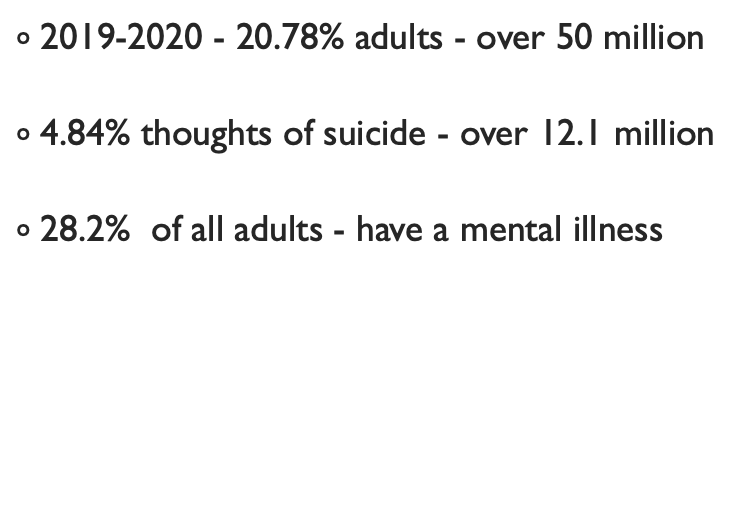 ◦ 2019-2020 - 20.78% adults - over 50 million
◦ 4.84% thoughts of suicide - over 12.1 million
◦ 28.2%  of all adults - have a mental illness